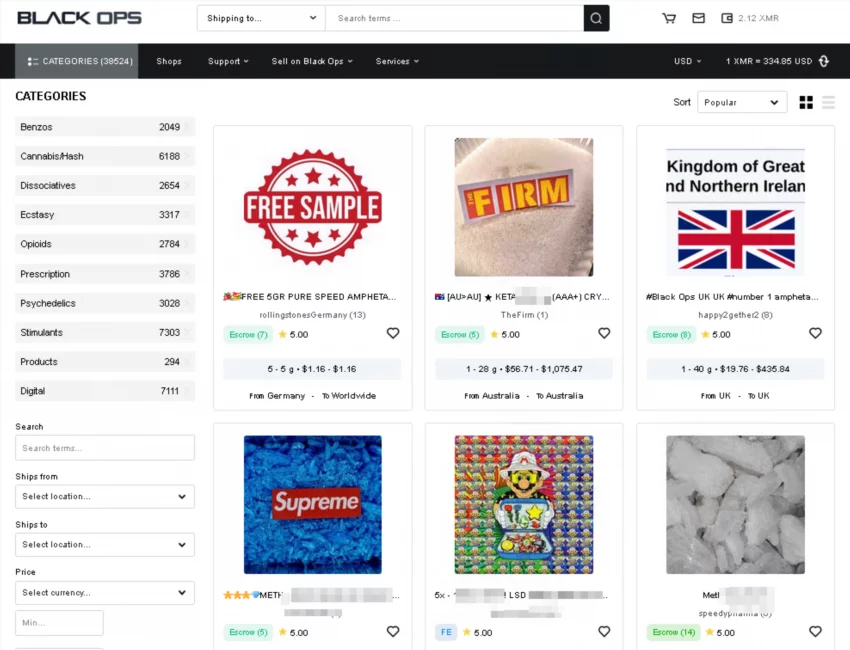 BLACK OPS
Shipping to...
Search terms ...
2.12 XMR
CATEGORIES (38524)
Shops
Support
Sell on Black Ops
Services
USD
1 XMR = 334.85 USD
CATEGORIES
Sort
Popular
Benzos 2049
Cannabis/Hash 6188
Dissociatives 2654
Ecstasy 3317
Opioids 2784
Prescription 3786
Psychedelics 3028
Stimulants 7303
Products 294
Digital 7111
Search
Search terms...
Ships from
Select location...
Ships to
Select location...
Price
Select currency...
Min...
FREE SAMPLE
FREE 5GR PURE SPEED AMPHETA...
rollingstonesGermany (13)
Escrow (7) 5.00
5 - 5 g • $1.16 - $1.16
From Germany - To Worldwide
THE FIRM
[AU>AU] ★ KETA (AAA+) CRY...
TheFirm (1)
Escrow (5) 5.00
1 - 28 g • $56.71 - $1,075.47
From Australia - To Australia
Kingdom of Great
nd Northern Irelan
#Black Ops UK UK #number 1 ampheta...
happy2gether2 (8)
Escrow (8) 5.00
1 - 40 g • $19.76 - $435.84
From UK - To UK
Supreme
METH ...
Escrow (5) 5.00
5x - ! LSD ...
FE 5.00
Escrow (14) 5.00